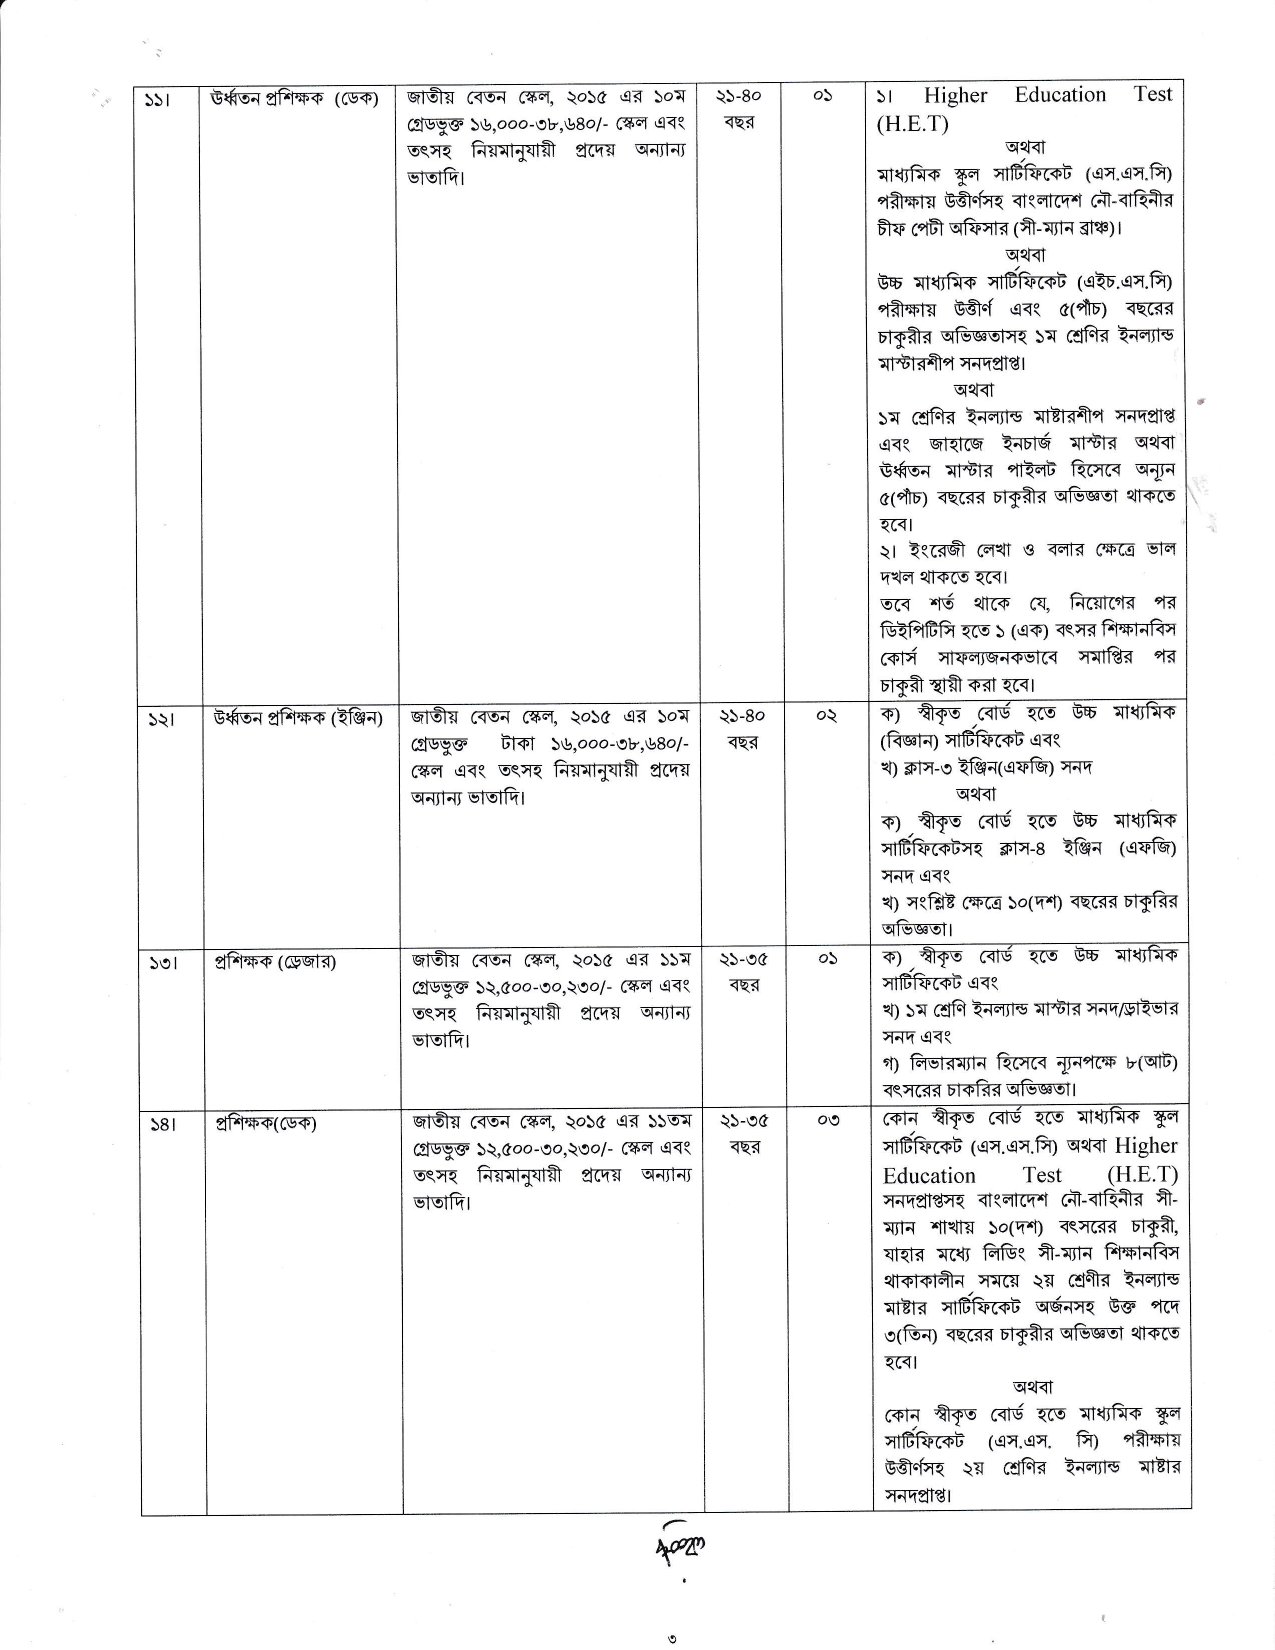 ১১।
ঊর্ধ্বতন প্রশিক্ষক (ডেক)
জাতীয় বেতন স্কেল, ২০১৫ এর ১০ম
গ্রেডভুক্ত ১৬,০০০-৩৮,৬৪০/- স্কেল এবং
তৎসহ নিয়মানুযায়ী প্রদেয় অন্যান্য
ভাতাদি।
২১-৪০
বছর
০১
১। Higher Education Test
(H.E.T)
অথবা
মাধ্যমিক স্কুল সার্টিফিকেট (এস.এস.সি)
পরীক্ষায় উত্তীর্ণসহ বাংলাদেশ নৌ-বাহিনীর
চীফ পেটী অফিসার (সী-ম্যান ব্রাঞ্চ)।
অথবা
উচ্চ মাধ্যমিক সার্টিফিকেট (এইচ.এস.সি)
পরীক্ষায় উত্তীর্ণ এবং ৫(পাঁচ) বছরের
চাকুরীর অভিজ্ঞতাসহ ১ম শ্রেণির ইনল্যান্ড
মাস্টারশীপ সনদপ্রাপ্ত।
অথবা
১ম শ্রেণির ইনল্যান্ড মাষ্টারশীপ সনদপ্রাপ্ত
এবং জাহাজে ইনচার্জ মাস্টার অথবা
ঊর্ধ্বতন মাস্টার পাইলট হিসেবে অন্যূন
৫(পাঁচ) বছরের চাকুরীর অভিজ্ঞতা থাকতে
হবে।
২। ইংরেজী লেখা ও বলার ক্ষেত্রে ভাল
দখল থাকতে হবে।
তবে শর্ত থাকে যে, নিয়োগের পর
ডিইপিটিসি হতে ১ (এক) বৎসর শিক্ষানবিস
কোর্স সাফল্যজনকভাবে সমাপ্তির পর
চাকুরী স্থায়ী করা হবে।
১২।
ঊর্ধ্বতন প্রশিক্ষক (ইঞ্জিন)
জাতীয় বেতন স্কেল, ২০১৫ এর ১০ম
গ্রেডভুক্ত টাকা ১৬,০০০-৩৮,৬৪০/-
স্কেল এবং তৎসহ নিয়মানুযায়ী প্রদেয়
অন্যান্য ভাতাদি।
২১-৪০
বছর
০২
ক) স্বীকৃত বোর্ড হতে উচ্চ মাধ্যমিক
(বিজ্ঞান) সার্টিফিকেট এবং
খ) ক্লাস-৩ ইঞ্জিন(এফজি) সনদ
অথবা
ক) স্বীকৃত বোর্ড হতে উচ্চ মাধ্যমিক
সার্টিফিকেটসহ ক্লাস-৪ ইঞ্জিন (এফজি)
সনদ এবং
খ) সংশ্লিষ্ট ক্ষেত্রে ১০(দশ) বছরের চাকুরির
অভিজ্ঞতা।
১৩।
প্রশিক্ষক (ড্রেজার)
জাতীয় বেতন স্কেল, ২০১৫ এর ১১ম
গ্রেডভুক্ত ১২,৫০০-৩০,২৩০/- স্কেল এবং
তৎসহ নিয়মানুযায়ী প্রদেয় অন্যান্য
ভাতাদি।
২১-৩৫
বছর
০১
ক) স্বীকৃত বোর্ড হতে উচ্চ মাধ্যমিক
সার্টিফিকেট এবং
খ) ১ম শ্রেণি ইনল্যান্ড মাস্টার সনদ/ড্রাইভার
সনদ এবং
গ) লিভারম্যান হিসেবে ন্যূনপক্ষে ৮(আট)
বৎসরের চাকরির অভিজ্ঞতা।
১৪।
প্রশিক্ষক(ডেক)
জাতীয় বেতন স্কেল, ২০১৫ এর ১১তম
গ্রেডভুক্ত ১২,৫০০-৩০,২৩০/- স্কেল এবং
তৎসহ নিয়মানুযায়ী প্রদেয় অন্যান্য
ভাতাদি।
২১-৩৫
বছর
০৩
কোন স্বীকৃত বোর্ড হতে মাধ্যমিক স্কুল
সার্টিফিকেট (এস.এস.সি) অথবা Higher
Education Test (H.E.T)
সনদপ্রাপ্তসহ বাংলাদেশ নৌ-বাহিনীর সী-
ম্যান শাখায় ১০(দশ) বৎসরের চাকুরী,
যাহার মধ্যে লিডিং সী-ম্যান শিক্ষানবিস
থাকাকালীন সময়ে ২য় শ্রেণীর ইনল্যান্ড
মাষ্টার সার্টিফিকেট অর্জনসহ উক্ত পদে
৩(তিন) বছরের চাকুরীর অভিজ্ঞতা থাকতে
হবে।
অথবা
কোন স্বীকৃত বোর্ড হতে মাধ্যমিক স্কুল
সার্টিফিকেট (এস.এস. সি) পরীক্ষায়
উত্তীর্ণসহ ২য় শ্রেণির ইনল্যান্ড মাষ্টার
সনদপ্রাপ্ত।
৩